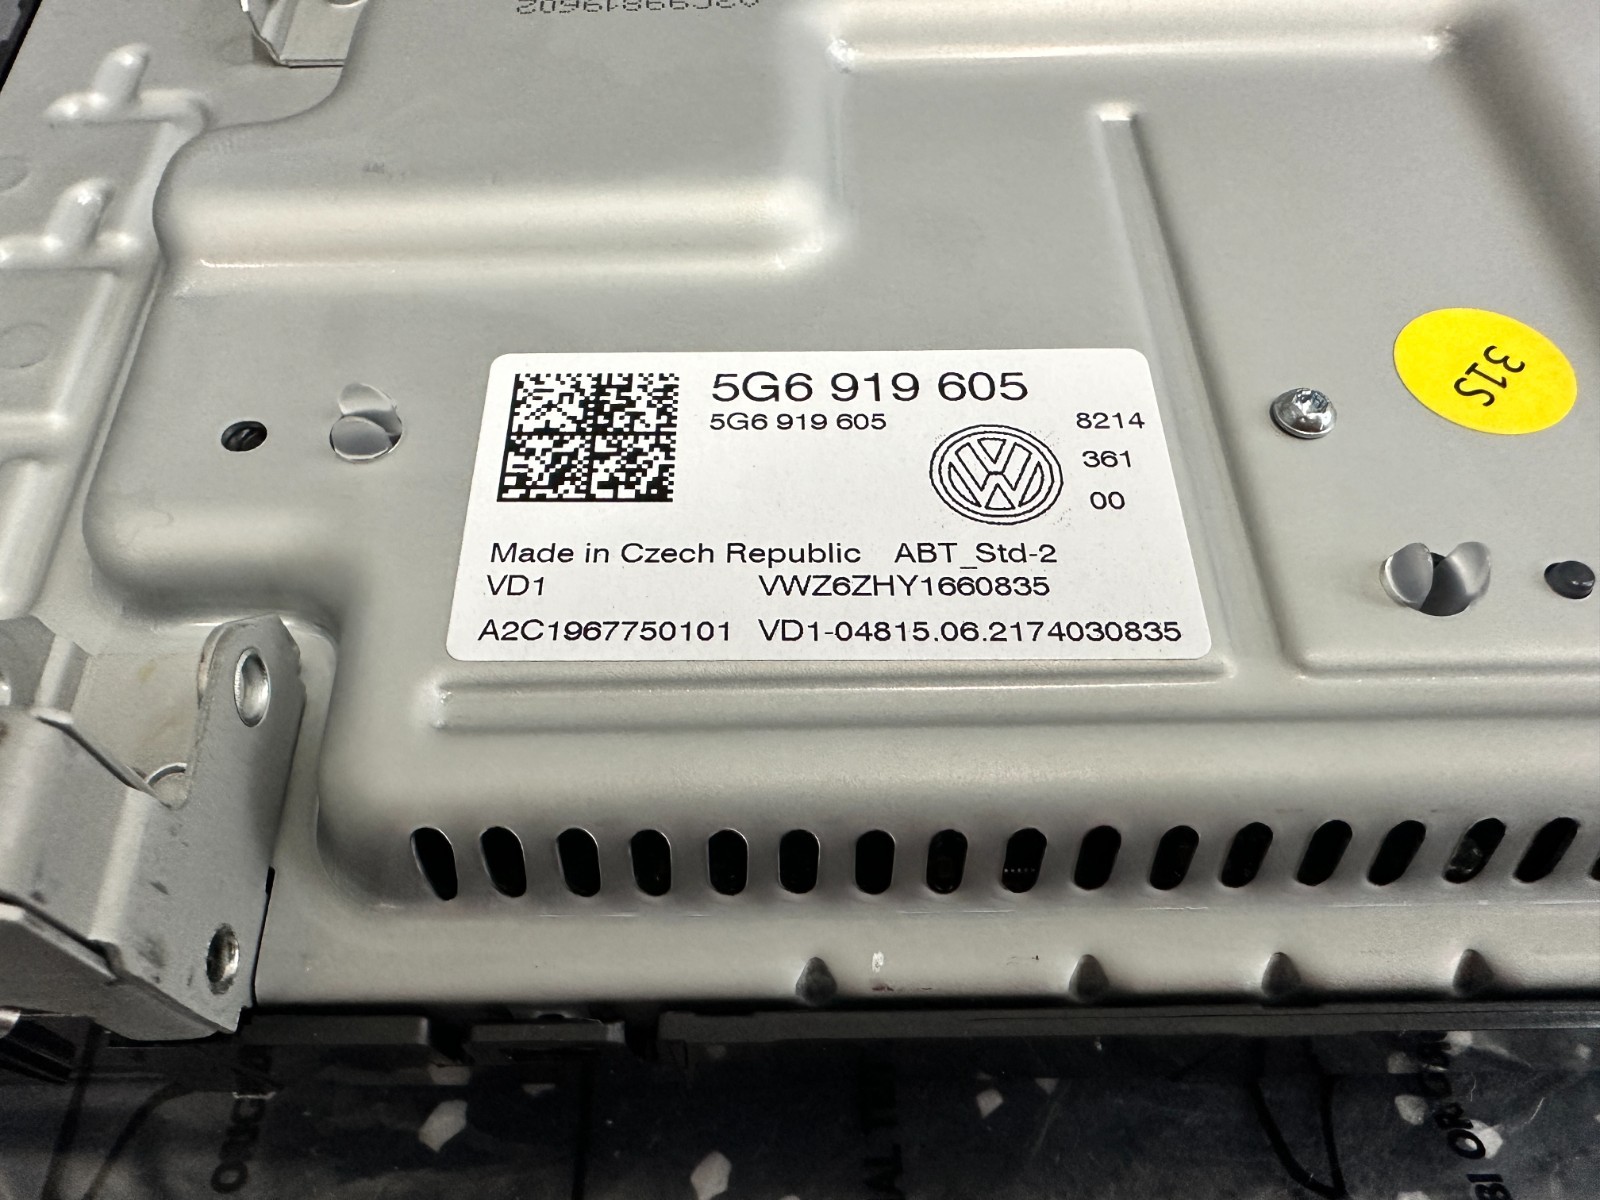 5G6 919 605
5G6 919 605
8214
361
00
Made in Czech Republic ABT_Std-2
VD1 VWZ6ZHY1660835
A2C1967750101 VD1-04815.06.2174030835
31S